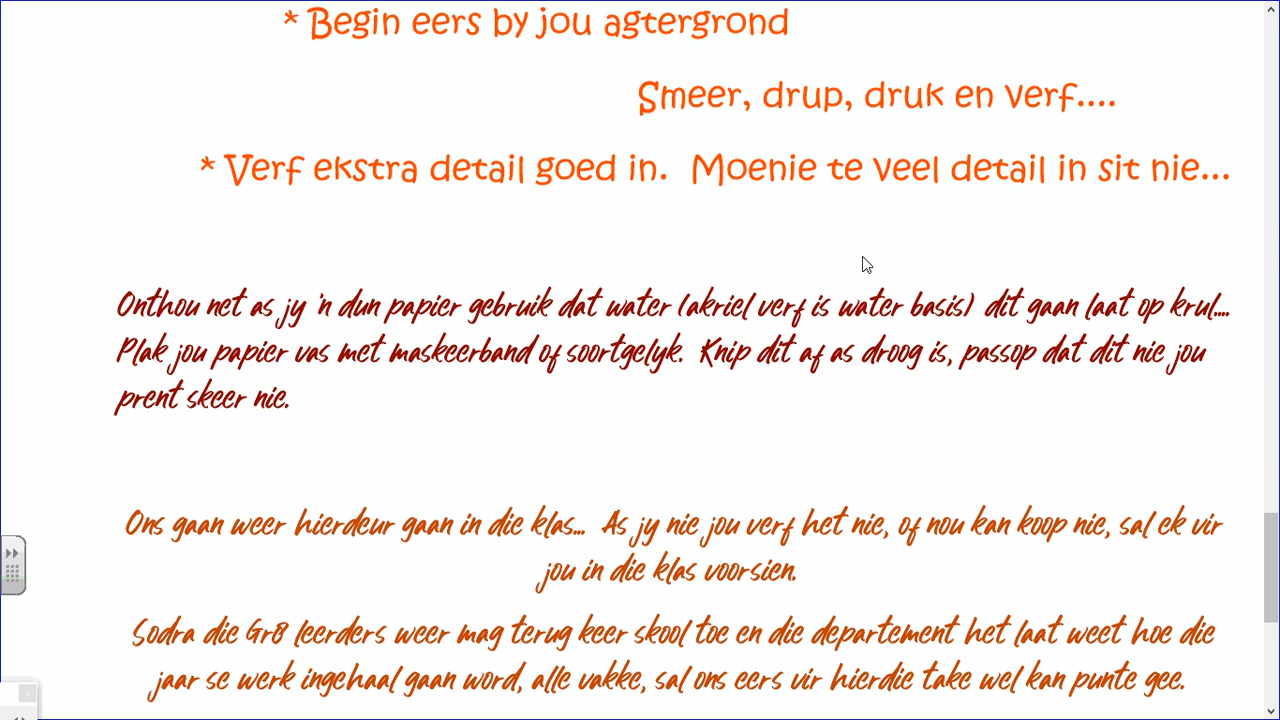 * Begin eers by jou agtergrond
Smeer, drup, druk en verf....
* Verf ekstra detail goed in. Moenie te veel detail in sit nie...
Onthou net as jy 'n dun papier gebruik dat water (akriel verf is water basis) dit gaan laat op krul....
Plak jou papier vas met maskeerband of soortgelyk. Knip dit af as droog is, passop dat dit nie jou
prent skeer nie.
Ons gaan weer hierdeur gaan in die klas... As jy nie jou verf het nie, of nou kan koop nie, sal ek vir
jou in die klas voorsien.
Sodra die Gr8 leerders weer mag terug keer skool toe en die departement het laat weet hoe die
jaar se werk ingehaal gaan word, alle vakke, sal ons eers vir hierdie take wel kan punte gee.